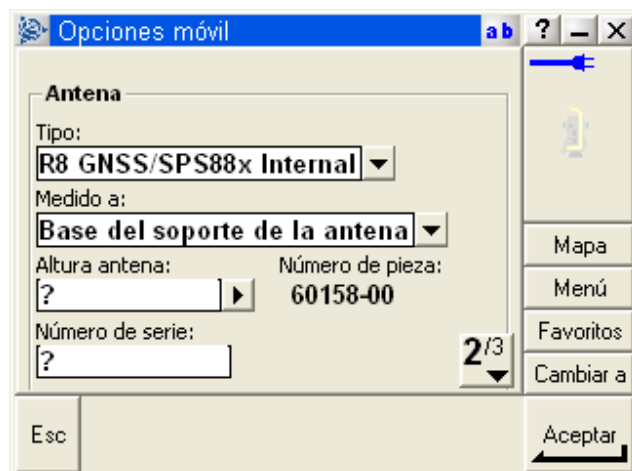 Opciones móvil
ab ? – ×
Antena
Tipo:
R8 GNSS/SPS88x Internal
Medido a:
Base del soporte de la antena
Altura antena: Número de pieza:
? 60158-00
Número de serie:
?
2/3
Mapa
Menú
Favoritos
Cambiar a
Esc
Aceptar